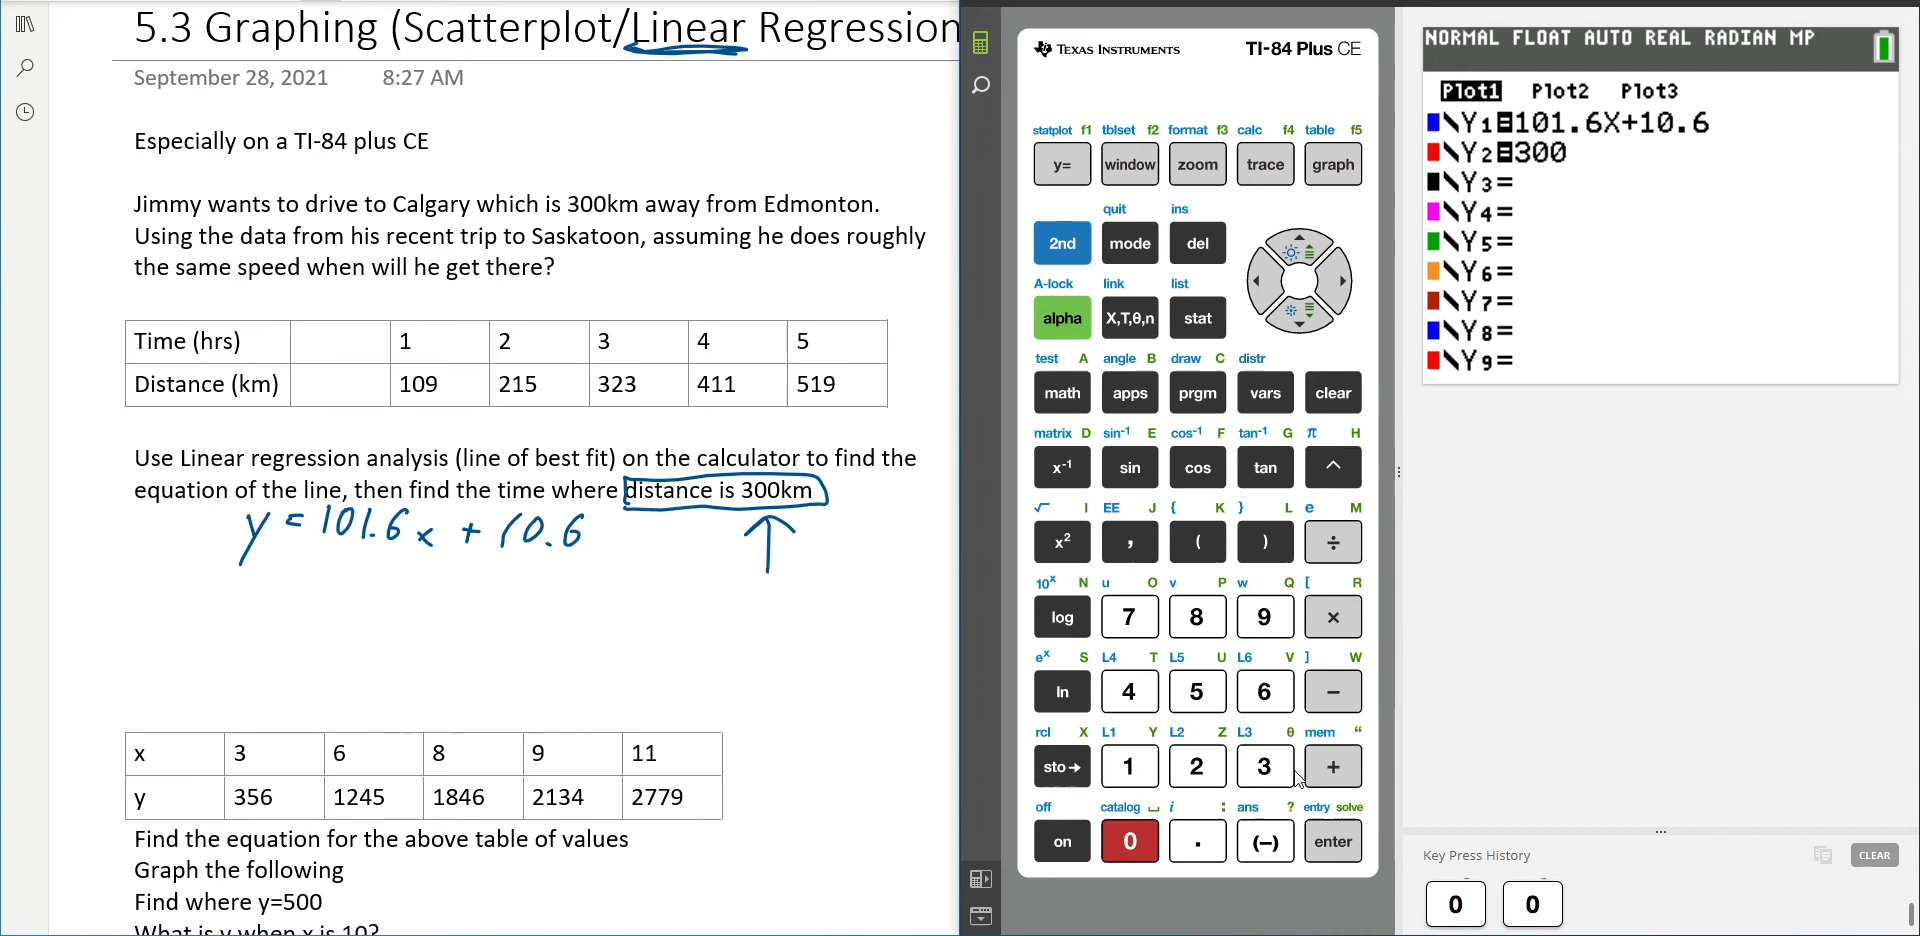 5.3 Graphing (Scatterplot/Linear Regression
September 28, 2021 8:27 AM
Especially on a TI-84 plus CE
Jimmy wants to drive to Calgary which is 300km away from Edmonton.
Using the data from his recent trip to Saskatoon, assuming he does roughly
the same speed when will he get there?
Time (hrs) 1 2 3 4 5
Distance (km) 109 215 323 411 519
Use Linear regression analysis (line of best fit) on the calculator to find the
equation of the line, then find the time where distance is 300km
y = 101.6x + 10.6
x 3 6 8 9 11
y 356 1245 1846 2134 2779
Find the equation for the above table of values
Graph the following
Find where y=500
What is y when x is 10?
TEXAS INSTRUMENTS TI-84 Plus CE
statplot f1 tblset f2 format f3 calc f4 table f5
y= window zoom trace graph
quit ins
2nd mode del
A-lock link list
alpha X,T,θ,n stat
test A angle B draw C distr
math apps prgm vars clear
matrix D sin⁻¹ E cos⁻¹ F tan⁻¹ G π H
x⁻¹ sin cos tan ^
√ I EE J { K } L e M
x² , ( ) ÷
10ˣ N u O v P w Q [ R
log 7 8 9 ×
eˣ S L4 T L5 U L6 V ] W
ln 4 5 6 −
rcl X L1 Y L2 Z L3 θ mem “
sto→ 1 2 3 +
off catalog ⌴ i : ans ? entry solve
on 0 . (−) enter
NORMAL FLOAT AUTO REAL RADIAN MP
Plot1 Plot2 Plot3
\Y1=101.6X+10.6
\Y2=300
\Y3=
\Y4=
\Y5=
\Y6=
\Y7=
\Y8=
\Y9=
Key Press History CLEAR
0 0